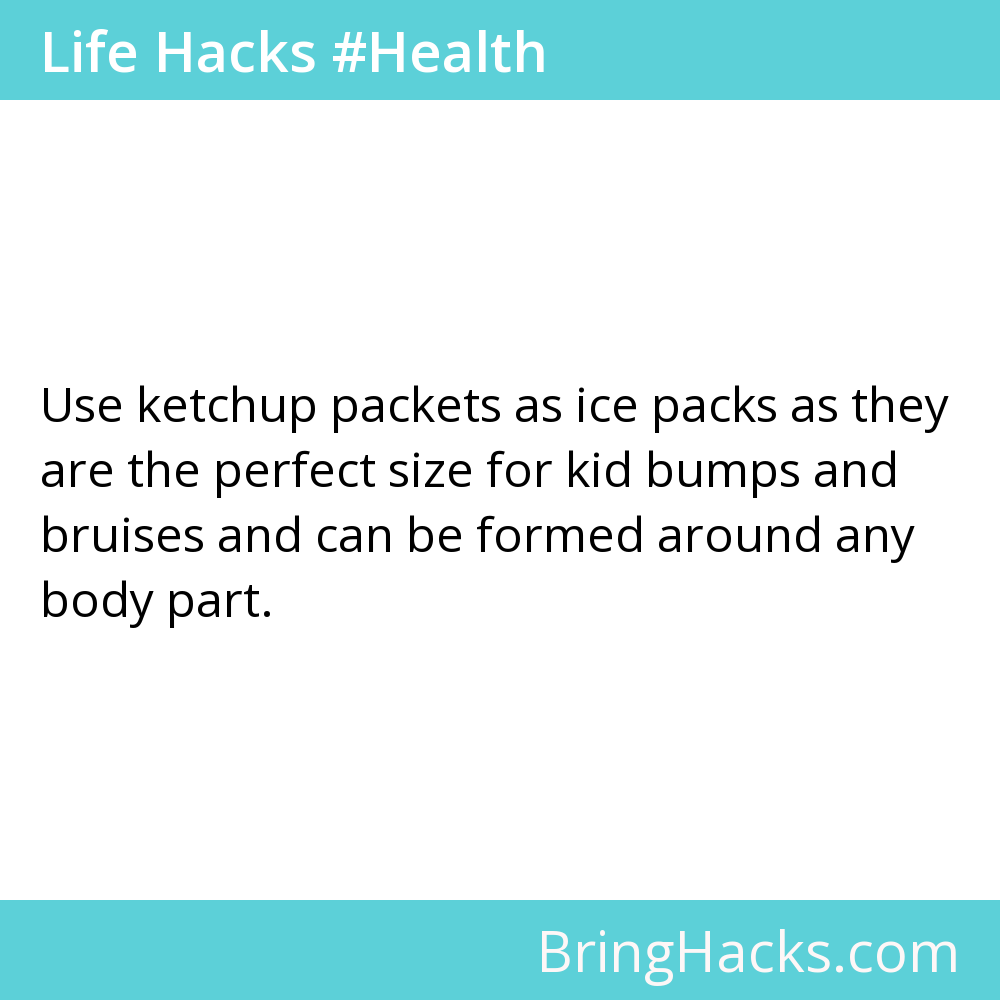 Life Hacks #Health
Use ketchup packets as ice packs as they
are the perfect size for kid bumps and
bruises and can be formed around any
body part.
BringHacks.com